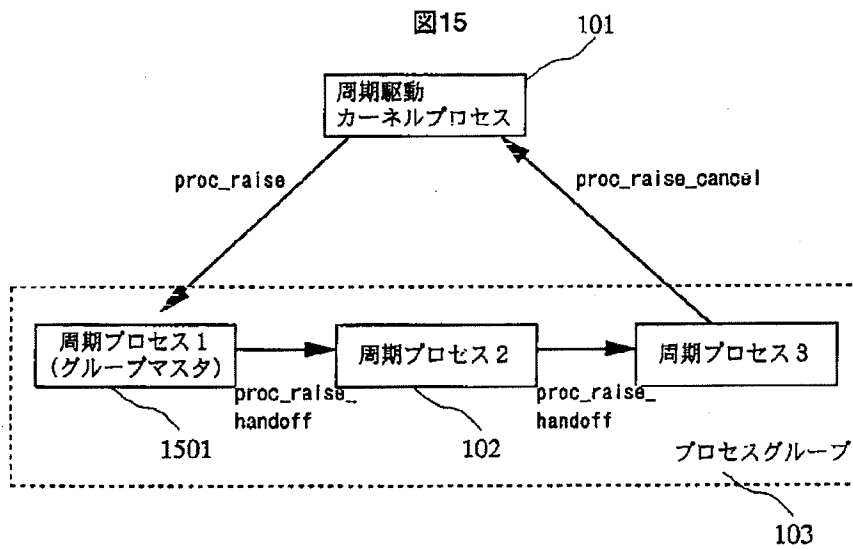 図15
101
周期駆動
カーネルプロセス
proc_raise
proc_raise_cancel
周期プロセス1
(グループマスタ)
周期プロセス2
周期プロセス3
proc_raise_
handoff
proc_raise_
handoff
1501
102
プロセスグループ
103